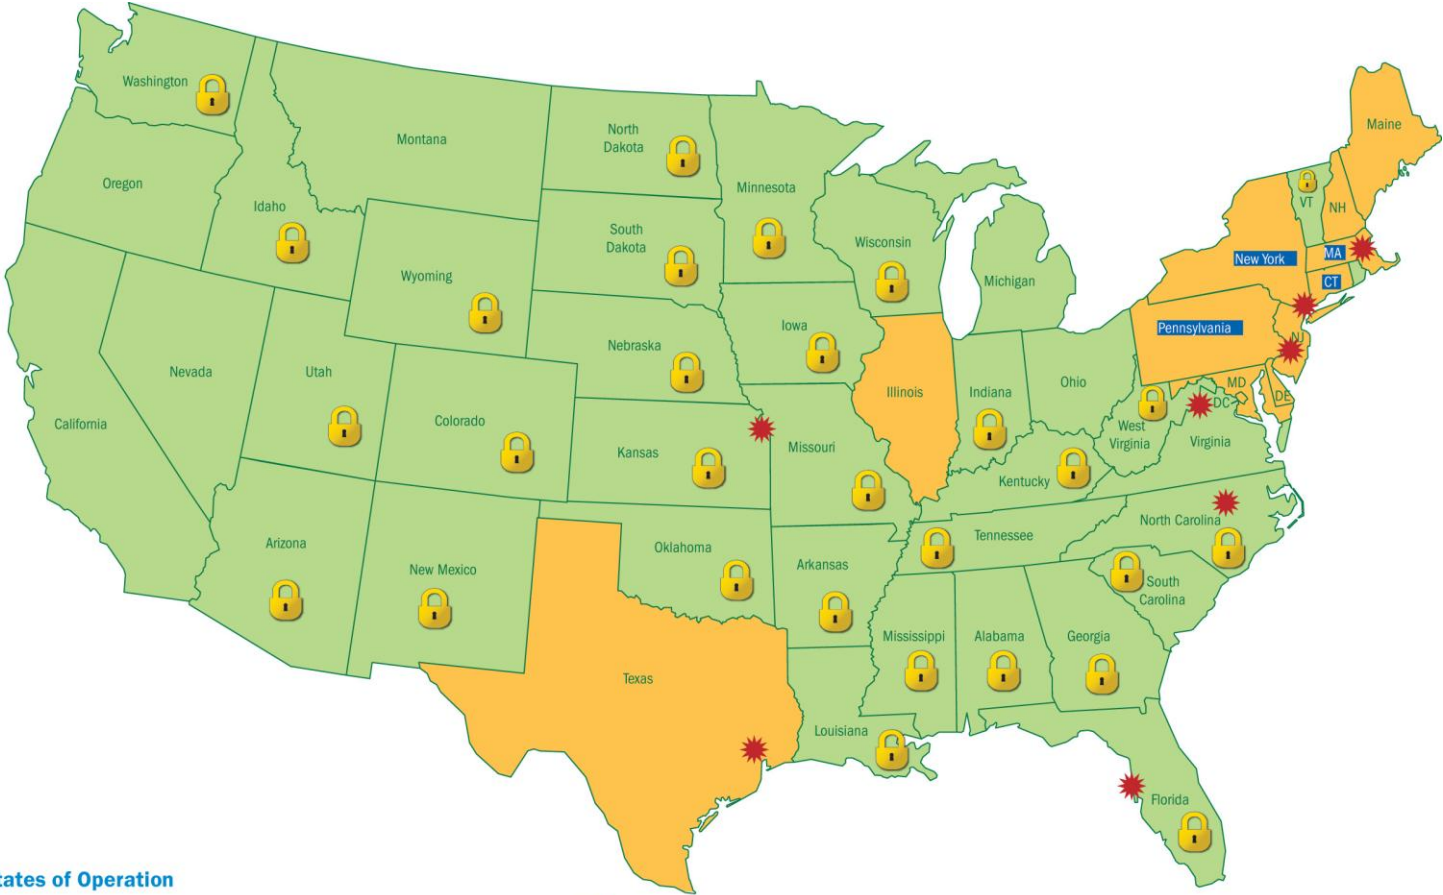 Washington
Montana
North
Dakota
Minnesota
Maine
Oregon
Idaho
VT
NH
South
Dakota
Wisconsin
New York
MA
Wyoming
Michigan
CT
Iowa
Pennsylvania
NJ
Nebraska
Nevada
Utah
Illinois
Indiana
Ohio
MD
DE
DC
California
Colorado
West
Virginia
Virginia
Kansas
Missouri
Kentucky
North Carolina
Arizona
New Mexico
Oklahoma
Tennessee
Arkansas
South
Carolina
Mississippi
Alabama
Georgia
Texas
Louisiana
Florida
tates of Operation